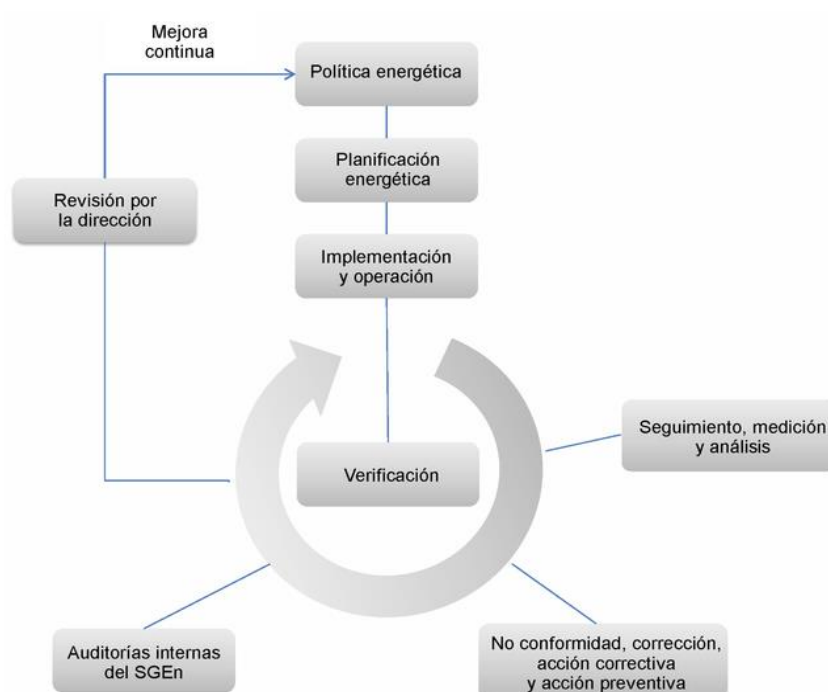 Mejora
continua
Política energética
Planificación
energética
Revisión por
la dirección
Implementación
y operación
Seguimiento, medición
y análisis
Verificación
Auditorías internas
del SGEn
No conformidad, corrección,
acción correctiva
y acción preventiva